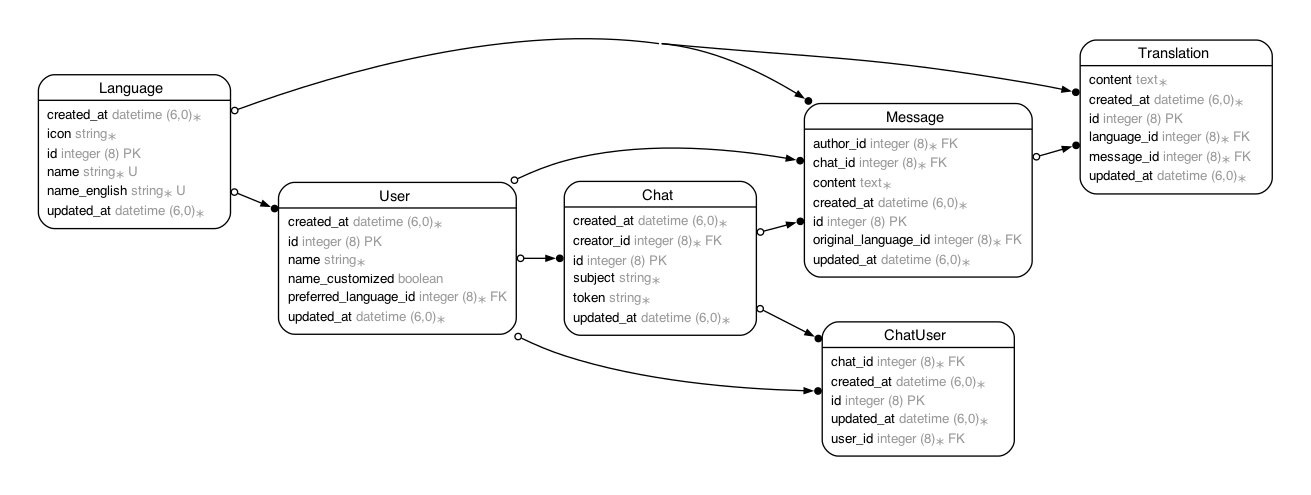 Language
created_at datetime (6,0)∗
icon string∗
id integer (8) PK
name string∗ U
name_english string∗ U
updated_at datetime (6,0)∗
User
created_at datetime (6,0)∗
id integer (8) PK
name string∗
name_customized boolean
preferred_language_id integer (8)∗ FK
updated_at datetime (6,0)∗
Chat
created_at datetime (6,0)∗
creator_id integer (8)∗ FK
id integer (8) PK
subject string∗
token string∗
updated_at datetime (6,0)∗
Message
author_id integer (8)∗ FK
chat_id integer (8)∗ FK
content text∗
created_at datetime (6,0)∗
id integer (8) PK
original_language_id integer (8)∗ FK
updated_at datetime (6,0)∗
ChatUser
chat_id integer (8)∗ FK
created_at datetime (6,0)∗
id integer (8) PK
updated_at datetime (6,0)∗
user_id integer (8)∗ FK
Translation
content text∗
created_at datetime (6,0)∗
id integer (8) PK
language_id integer (8)∗ FK
message_id integer (8)∗ FK
updated_at datetime (6,0)∗